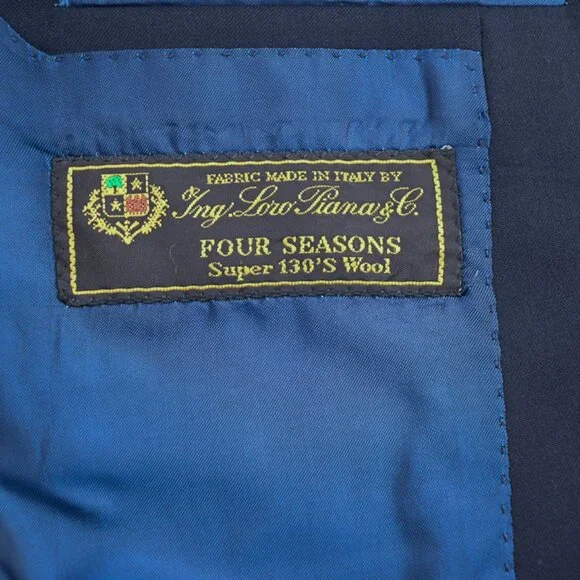 FABRIC MADE IN ITALY BY
Ing. Loro Piana & C.
FOUR SEASONS
Super 130'S Wool